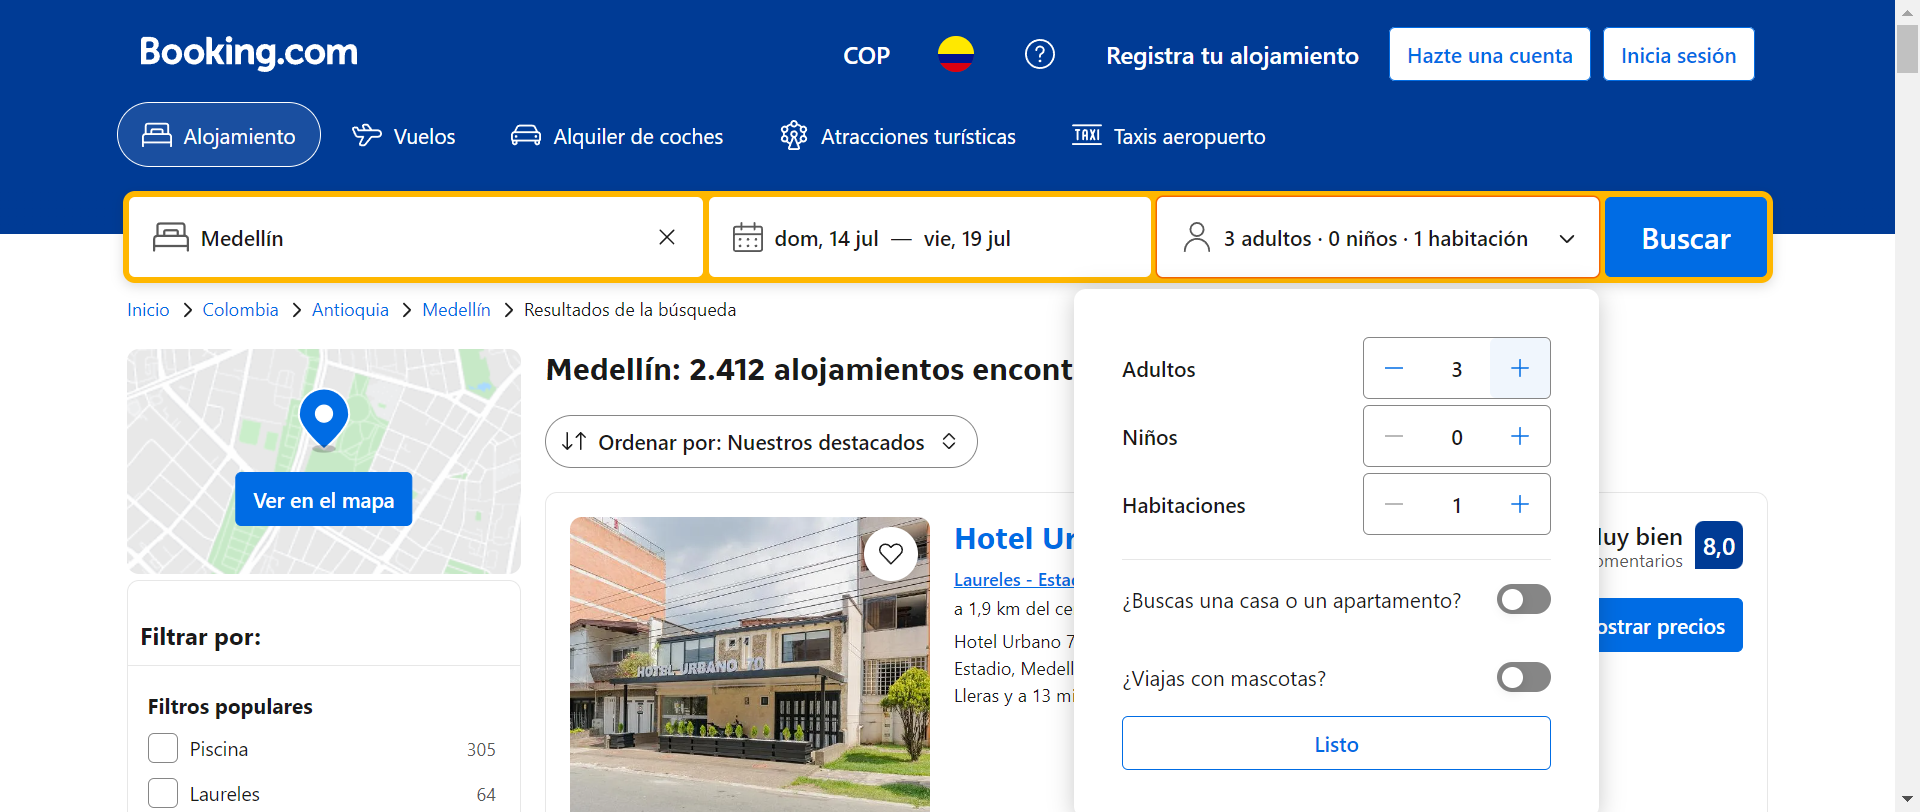 Booking.com
COP
Registra tu alojamiento
Hazte una cuenta
Inicia sesión
Alojamiento
Vuelos
Alquiler de coches
Atracciones turísticas
TAXI
Taxis aeropuerto
Medellín
dom, 14 jul — vie, 19 jul
3 adultos · 0 niños · 1 habitación
Buscar
Inicio
Colombia
Antioquia
Medellín
Resultados de la búsqueda
Ver en el mapa
Filtrar por:
Filtros populares
Piscina 305
Laureles 64
Medellín: 2.412 alojamientos encont
Ordenar por: Nuestros destacados
HOTEL URBANO 70
Hotel Ur
Laureles - Esta
a 1,9 km del ce
Hotel Urbano 7
Estadio, Medell
Lleras y a 13 mi
Adultos 3
Niños 0
Habitaciones 1
¿Buscas una casa o un apartamento?
¿Viajas con mascotas?
Listo
uy bien
omentarios
8,0
ostrar precios